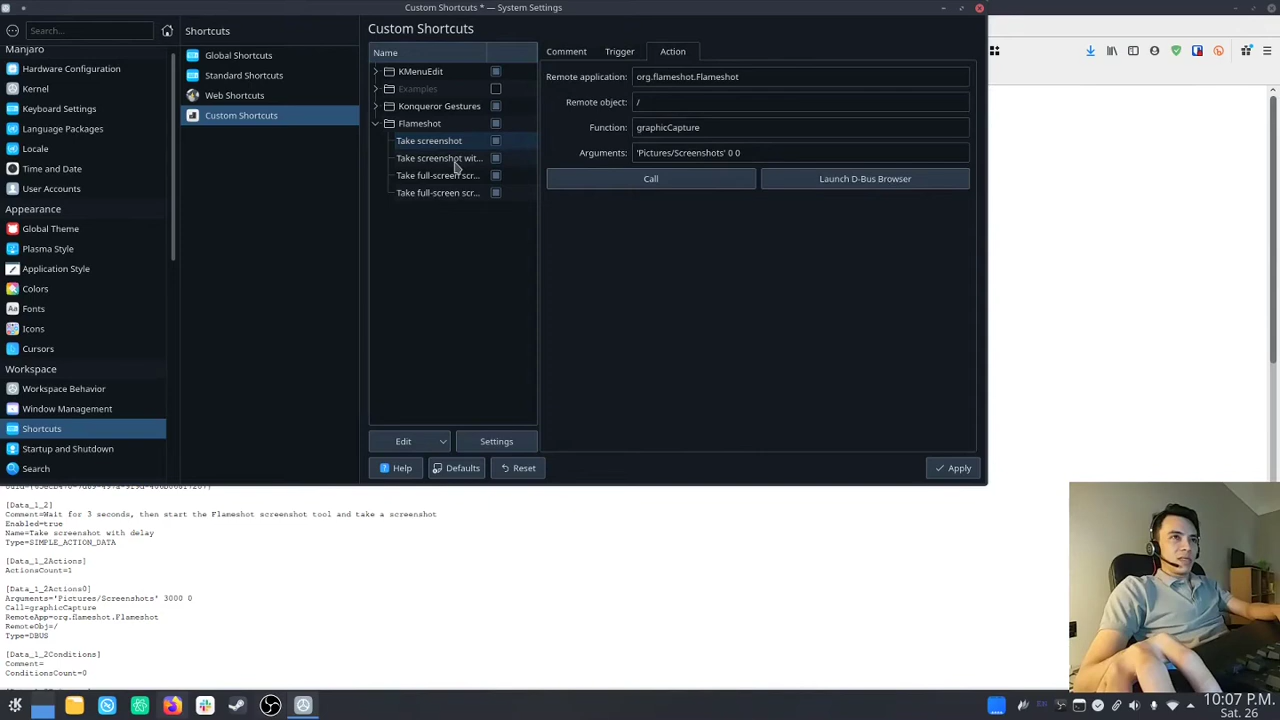 Custom Shortcuts * — System Settings
Search...
Manjaro
Hardware Configuration
Kernel
Keyboard Settings
Language Packages
Locale
Time and Date
User Accounts
Appearance
Global Theme
Plasma Style
Application Style
Colors
Fonts
Icons
Cursors
Workspace
Workspace Behavior
Window Management
Shortcuts
Startup and Shutdown
Search
Shortcuts
Global Shortcuts
Standard Shortcuts
Web Shortcuts
Custom Shortcuts
Custom Shortcuts
Name
KMenuEdit
Examples
Konqueror Gestures
Flameshot
Take screenshot
Take screenshot wit...
Take full-screen scr...
Take full-screen scr...
Edit
Settings
Help
Defaults
Reset
Comment
Trigger
Action
Remote application: org.flameshot.Flameshot
Remote object: /
Function: graphicCapture
Arguments: 'Pictures/Screenshots' 0 0
Call
Launch D-Bus Browser
Apply
[Data_1_2]
Comment=Wait for 3 seconds, then start the Flameshot screenshot tool and take a screenshot
Enabled=true
Name=Take screenshot with delay
Type=SIMPLE_ACTION_DATA
[Data_1_2Actions]
ActionsCount=1
[Data_1_2Actions0]
Arguments='Pictures/Screenshots' 3000 0
Call=graphicCapture
RemoteApp=org.flameshot.Flameshot
RemoteObj=/
Type=DBUS
[Data_1_2Conditions]
Comment=
ConditionsCount=0
EN
10:07 P.M.
Sat. 26